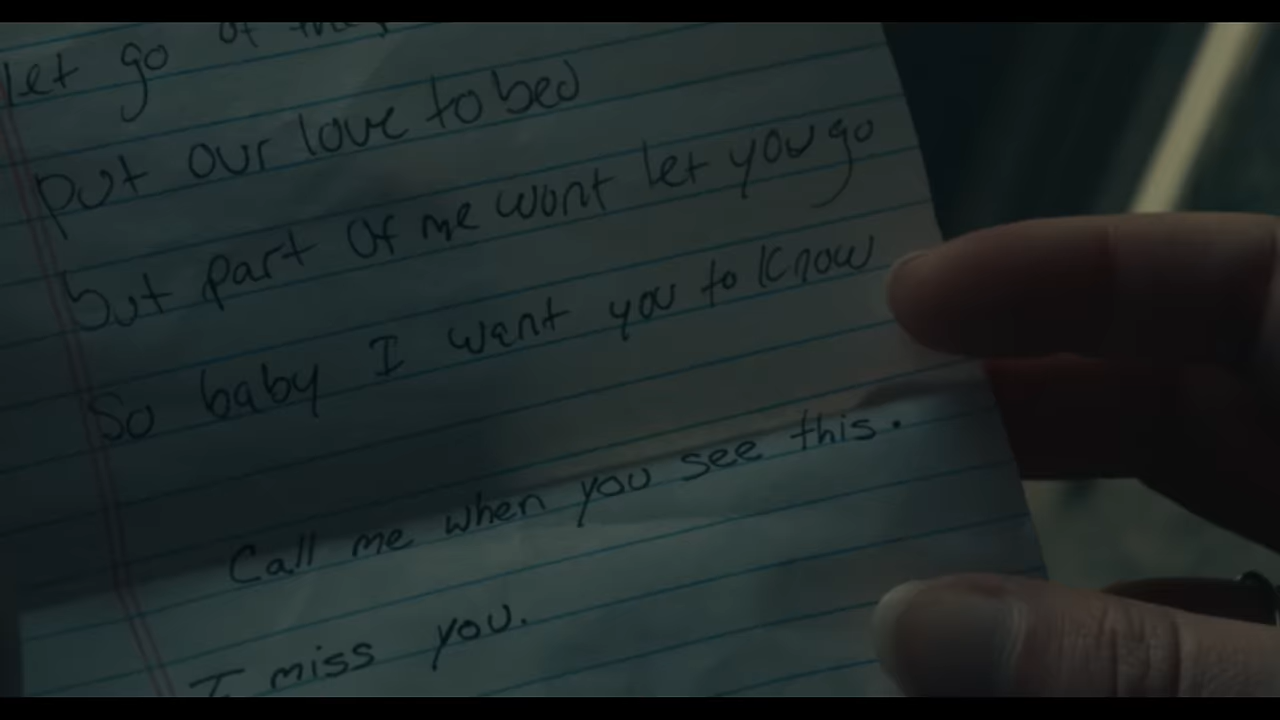 let go of
put our love to bed
but part of me wont let you go
So baby I want you to know
Call me when you see this.
I miss you.